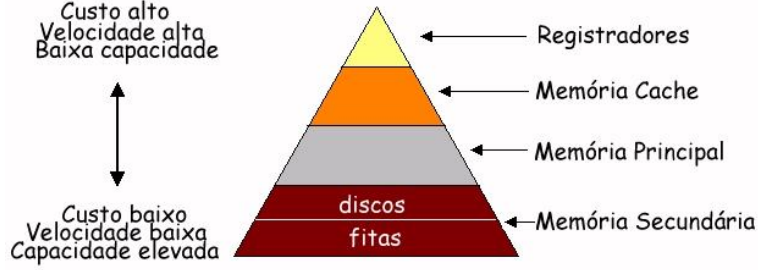 Custo alto
Velocidade alta
Baixa capacidade
Registradores
Memória Cache
Memória Principal
discos
fitas
Memória Secundária
Custo baixo
Velocidade baixa
Capacidade elevada